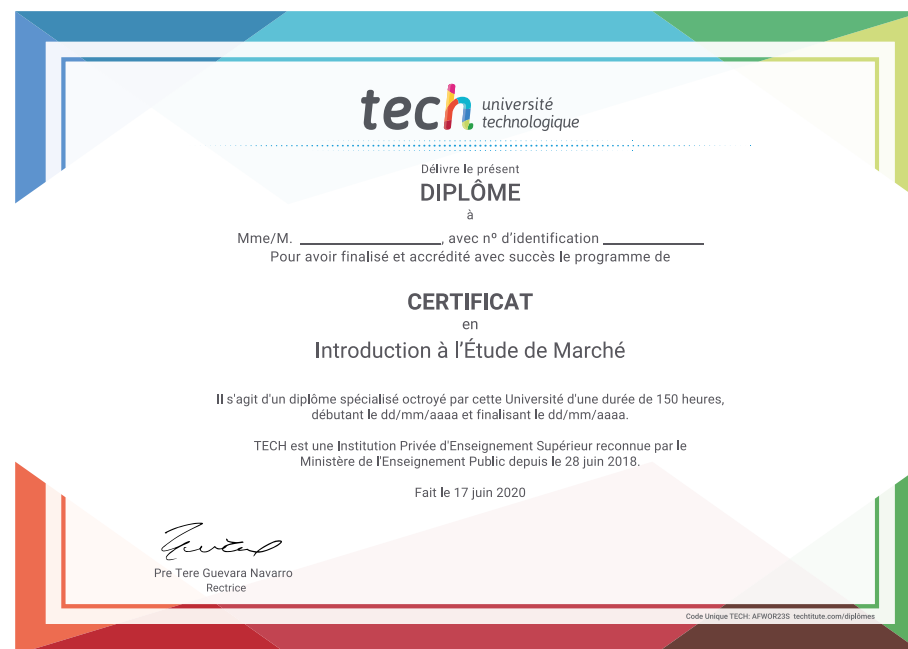 tech université
technologique
Délivre le présent
DIPLÔME
à
Mme/M. ____________________, avec nº d'identification ______________
Pour avoir finalisé et accrédité avec succès le programme de
CERTIFICAT
en
Introduction à l'Étude de Marché
Il s'agit d'un diplôme spécialisé octroyé par cette Université d'une durée de 150 heures,
débutant le dd/mm/aaaa et finalisant le dd/mm/aaaa.
TECH est une Institution Privée d'Enseignement Supérieur reconnue par le
Ministère de l'Enseignement Public depuis le 28 juin 2018.
Fait le 17 juin 2020
Pre Tere Guevara Navarro
Rectrice
Code Unique TECH: AFWOR23S techtitute.com/diplômes